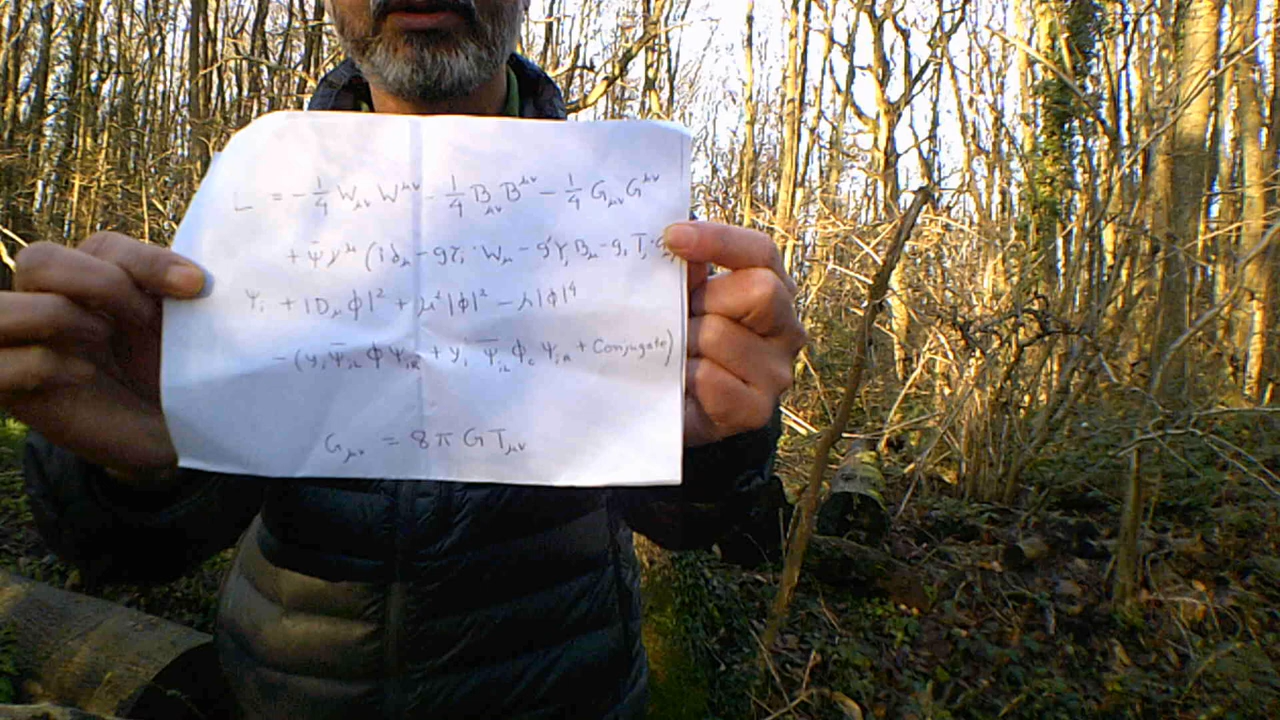 L = -1/4 W_μν W^μν - 1/4 B_μν B^μν - 1/4 G_μν G^μν
+ ψ̄ γ^μ (i∂_μ - gτ_i · W_μ - g'Y_j B_μ - g_s T_j · G_μ)
Ψ_i + |D_μ ϕ|² + μ² |ϕ|² - λ|ϕ|⁴
- (y_i Ψ̄_iL ϕ Ψ_iR + y_i Ψ̄_iL ϕ_c Ψ_iR + Conjugate)
G_μν = 8πG T_μν